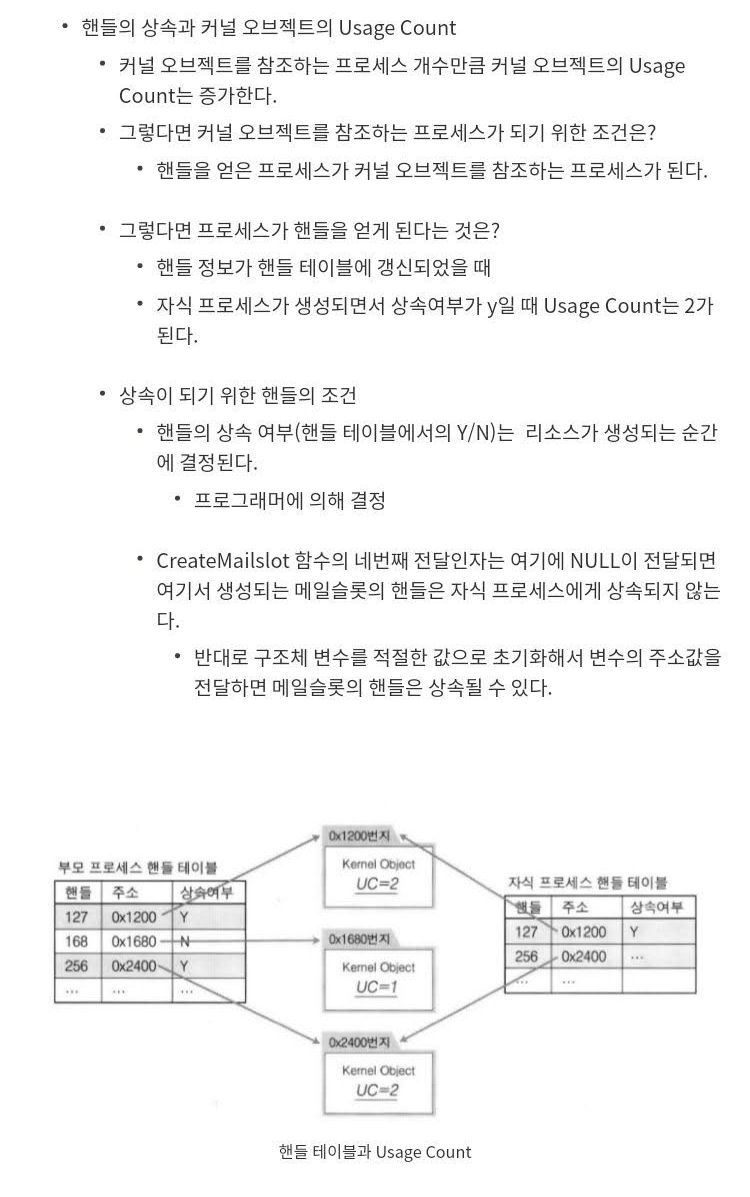 핸들의 상속과 커널 오브젝트의 Usage Count
커널 오브젝트를 참조하는 프로세스 개수만큼 커널 오브젝트의 Usage
Count는 증가한다.
그렇다면 커널 오브젝트를 참조하는 프로세스가 되기 위한 조건은?
핸들을 얻은 프로세스가 커널 오브젝트를 참조하는 프로세스가 된다.
그렇다면 프로세스가 핸들을 얻게 된다는 것은?
핸들 정보가 핸들 테이블에 갱신되었을 때
자식 프로세스가 생성되면서 상속여부가 y일 때 Usage Count는 2가
된다.
상속이 되기 위한 핸들의 조건
핸들의 상속 여부(핸들 테이블에서의 Y/N)는 리소스가 생성되는 순간
에 결정된다.
프로그래머에 의해 결정
CreateMailslot 함수의 네번째 전달인자는 여기에 NULL이 전달되면
여기서 생성되는 메일슬롯의 핸들은 자식 프로세스에게 상속되지 않는
다.
반대로 구조체 변수를 적절한 값으로 초기화해서 변수의 주소값을
전달하면 메일슬롯의 핸들은 상속될 수 있다.
부모 프로세스 핸들 테이블
핸들 주소 상속여부
127 0x1200 Y
168 0x1680 N
256 0x2400 Y
... ... ...
0x1200번지
Kernel Object
UC=2
0x1680번지
Kernel Object
UC=1
0x2400번지
Kernel Object
UC=2
자식 프로세스 핸들 테이블
핸들 주소 상속여부
127 0x1200 Y
256 0x2400 ...
... ...
핸들 테이블과 Usage Count